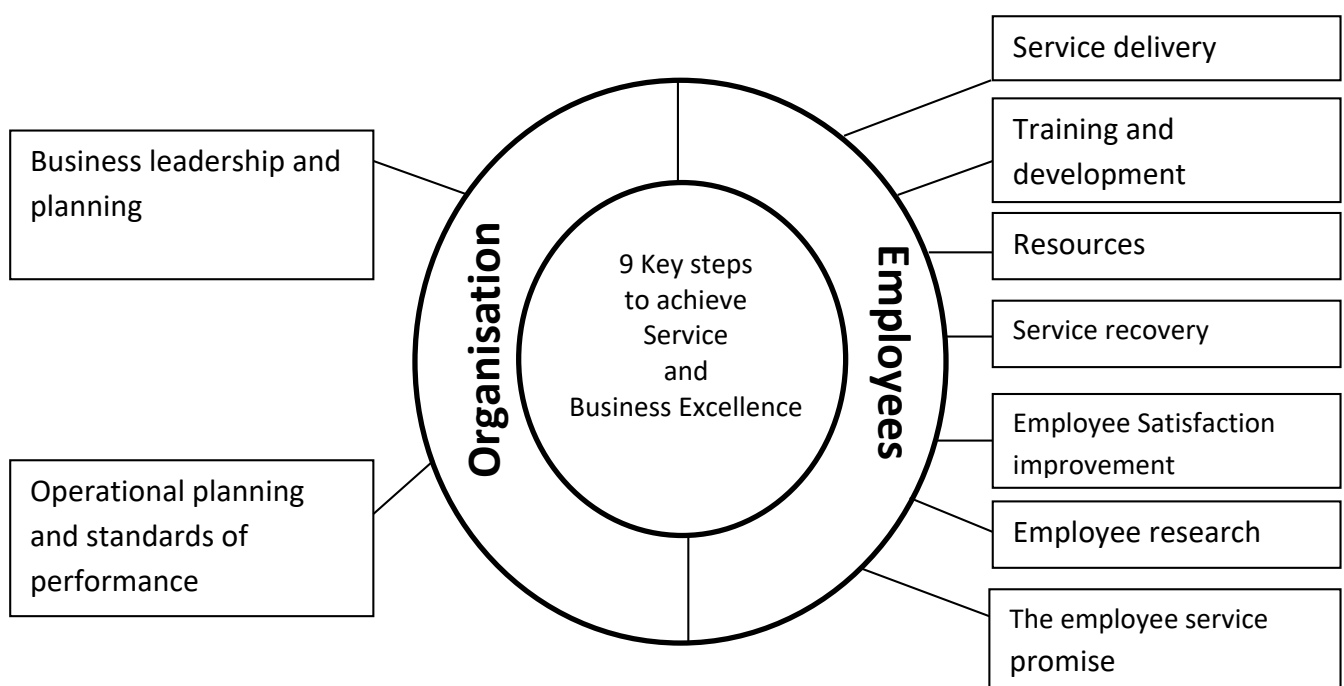 Business leadership and
planning
Operational planning
and standards of
performance
Organisation
9 Key steps
to achieve
Service
and
Business Excellence
Employees
Service delivery
Training and
development
Resources
Service recovery
Employee Satisfaction
improvement
Employee research
The employee service
promise